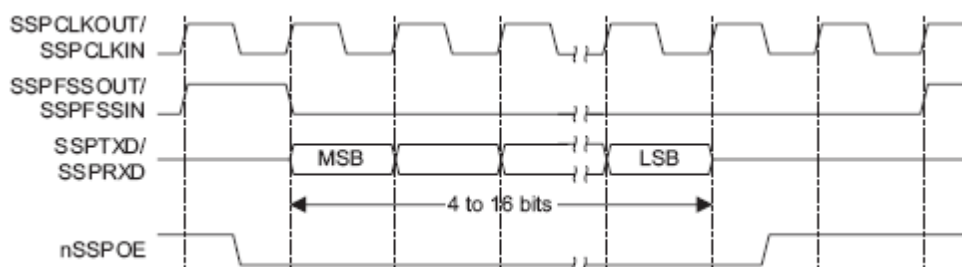 SSPCLKOUT/
SSPCLKIN
SSPFSSOUT/
SSPFSSIN
SSPTXD/
SSPRXD
MSB
LSB
4 to 16 bits
nSSPOE